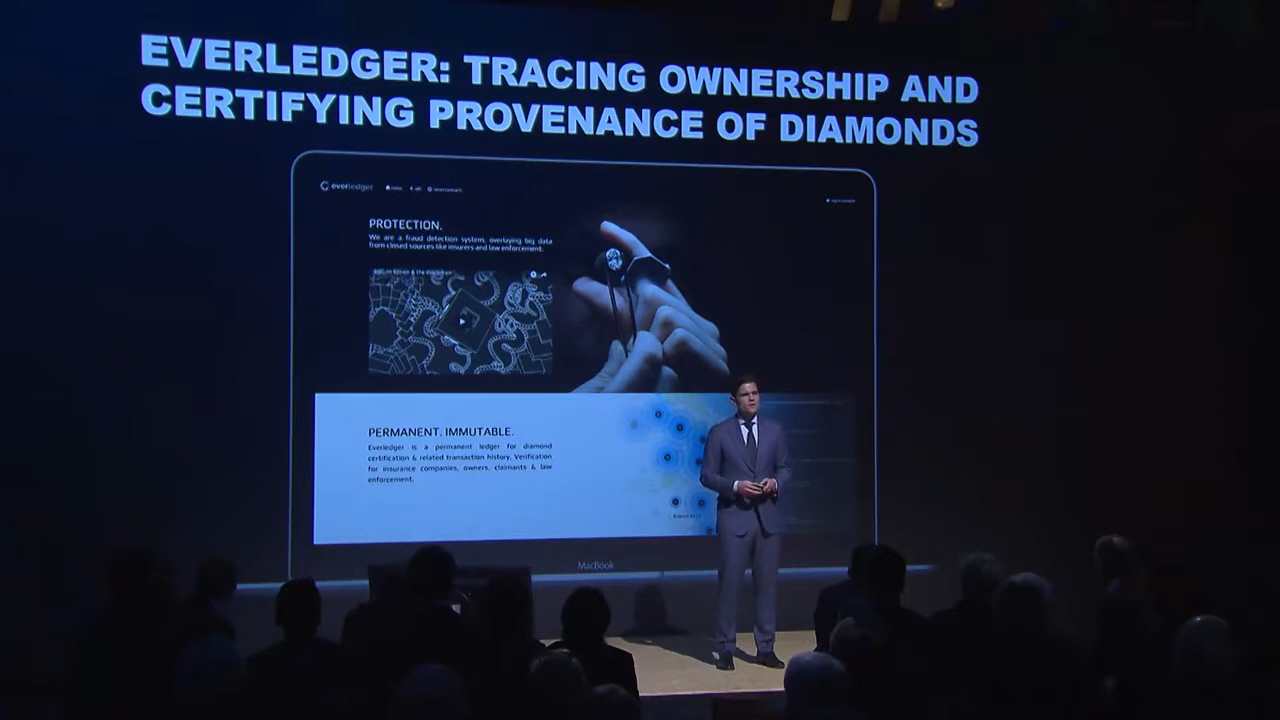 EVERLEDGER: TRACING OWNERSHIP AND
CERTIFYING PROVENANCE OF DIAMONDS
everledger
PROTECTION.
We are a fraud detection system, overlaying big data
from closed sources like insurers and law enforcement.
PERMANENT. IMMUTABLE.
Everledger is a permanent ledger for diamond
certification & related transaction history. Verification
for insurance companies, owners, claimants & law
enforcement.
MacBook